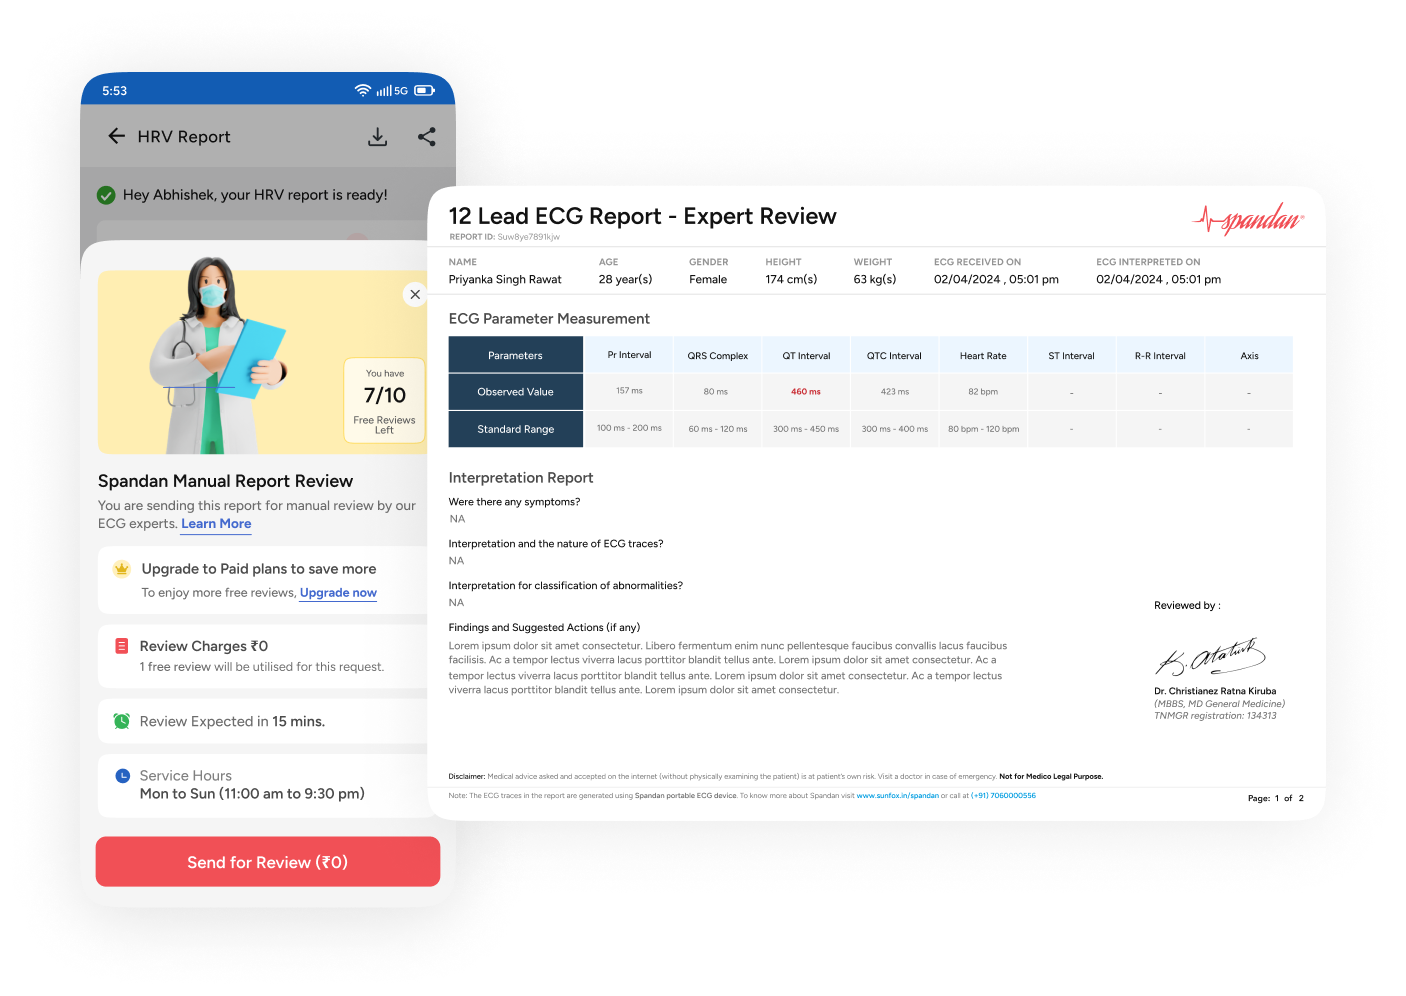 5:53
5G
HRV Report
Hey Abhishek, your HRV report is ready!
You have
7/10
Free Reviews
Left
Spandan Manual Report Review
You are sending this report for manual review by our
ECG experts. Learn More
Upgrade to Paid plans to save more
To enjoy more free reviews, Upgrade now
Review Charges ₹0
1 free review will be utilised for this request.
Review Expected in 15 mins.
Service Hours
Mon to Sun (11:00 am to 9:30 pm)
Send for Review (₹0)
12 Lead ECG Report - Expert Review
REPORT ID: Suw8ye7891kjw
spandan®
NAME AGE GENDER HEIGHT WEIGHT ECG RECEIVED ON ECG INTERPRETED ON
Priyanka Singh Rawat 28 year(s) Female 174 cm(s) 63 kg(s) 02/04/2024 , 05:01 pm 02/04/2024 , 05:01 pm
ECG Parameter Measurement
Parameters Pr Interval QRS Complex QT Interval QTC Interval Heart Rate ST Interval R-R Interval Axis
Observed Value 157 ms 80 ms 460 ms 423 ms 82 bpm - - -
Standard Range 100 ms - 200 ms 60 ms - 120 ms 300 ms - 450 ms 300 ms - 400 ms 80 bpm - 120 bpm - - -
Interpretation Report
Were there any symptoms?
NA
Interpretation and the nature of ECG traces?
NA
Interpretation for classification of abnormalities?
NA
Findings and Suggested Actions (if any)
Lorem ipsum dolor sit amet consectetur. Libero fermentum enim nunc pellentesque faucibus convallis lacus faucibus
facilisis. Ac a tempor lectus viverra lacus porttitor blandit tellus ante. Lorem ipsum dolor sit amet consectetur. Ac a
tempor lectus viverra lacus porttitor blandit tellus ante. Lorem ipsum dolor sit amet consectetur. Ac a tempor lectus
viverra lacus porttitor blandit tellus ante. Lorem ipsum dolor sit amet consectetur.
Reviewed by :
Dr. Christianez Ratna Kiruba
(MBBS, MD General Medicine)
TNMGR registration: 134313
Disclaimer: Medical advice asked and accepted on the internet (without physically examining the patient) is at patient's own risk. Visit a doctor in case of emergency. Not for Medico Legal Purpose.
Note: The ECG traces in the report are generated using Spandan portable ECG device. To know more about Spandan visit www.sunfox.in/spandan or call at (+91) 7060000556
Page: 1 of 2